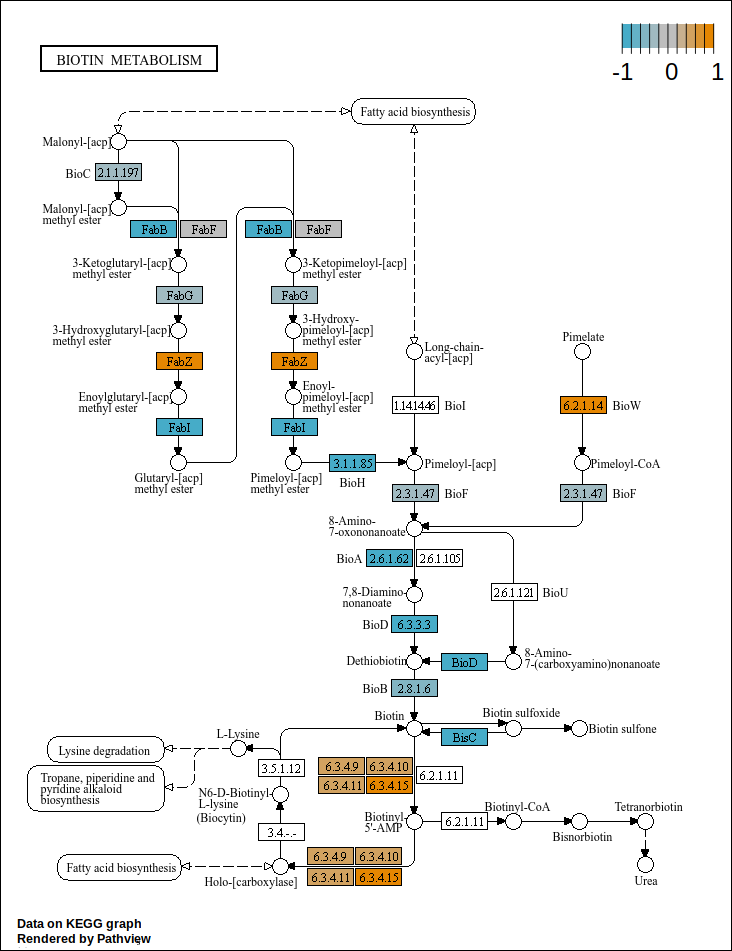 BIOTIN METABOLISM
-1 0 1
Fatty acid biosynthesis
Malonyl-[acp]
BioC 2.1.1.197
Malonyl-[acp]
methyl ester
FabB FabF FabB FabF
3-Ketoglutaryl-[acp]
methyl ester
3-Ketopimeloyl-[acp]
methyl ester
FabG FabG
3-Hydroxyglutaryl-[acp]
methyl ester
3-Hydroxy-
pimeloyl-[acp]
methyl ester
Long-chain-
acyl-[acp]
Pimelate
FabZ FabZ
Enoylglutaryl-[acp]
methyl ester
Enoyl-
pimeloyl-[acp]
methyl ester
1.14.14.46 BioI
6.2.1.14 BioW
FabI FabI
Glutaryl-[acp]
methyl ester
Pimeloyl-[acp]
methyl ester
3.1.1.85
BioH
Pimeloyl-[acp]
Pimeloyl-CoA
2.3.1.47 BioF
2.3.1.47 BioF
8-Amino-
7-oxononanoate
BioA 2.6.1.62 2.6.1.105
7,8-Diamino-
nonanoate
2.6.1.121 BioU
BioD 6.3.3.3
Dethiobiotin
BioD
8-Amino-
7-(carboxyamino)nonanoate
BioB 2.8.1.6
Biotin
Biotin sulfoxide
BisC
Biotin sulfone
L-Lysine
Lysine degradation
3.5.1.12
6.3.4.9 6.3.4.10
6.3.4.11 6.3.4.15
6.2.1.11
Tropane, piperidine and
pyridine alkaloid
biosynthesis
N6-D-Biotinyl-
L-lysine
(Biocytin)
Biotinyl-
5'-AMP
6.2.1.11
Biotinyl-CoA
Bisnorbiotin
Tetranorbiotin
3.4.-.-
6.3.4.9 6.3.4.10
6.3.4.11 6.3.4.15
Fatty acid biosynthesis
Holo-[carboxylase]
Urea
Data on KEGG graph
Rendered by Pathview